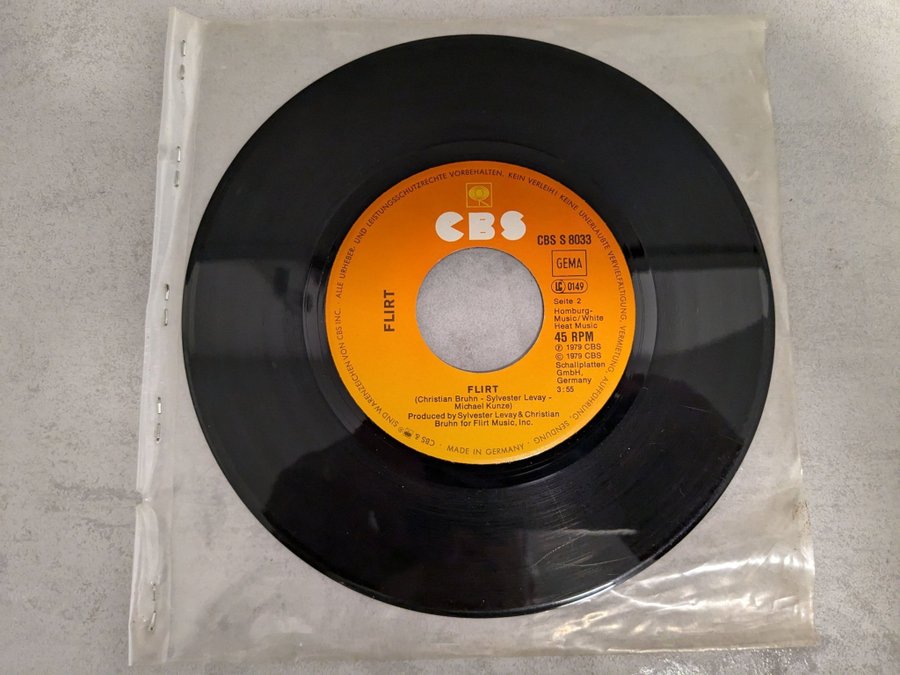 ALLE URHEBER- UND LEISTUNGSSCHUTZRECHTE VORBEHALTEN. KEIN VERLEIH! KEINE UNERLAUBTE VERVIELFÄLTIGUNG, VERMIETUNG, AUFFÜHRUNG, SENDUNG.
CBS
CBS S 8033
GEMA
LC 0149
Seite 2
Homburg-
Music/White
Heat Music
45 RPM
℗ 1979 CBS
© 1979 CBS
Schallplatten
GmbH,
Germany
3:55
FLIRT
FLIRT
(Christian Bruhn - Sylvester Levay -
Michael Kunze)
Produced by Sylvester Levay & Christian
Bruhn for Flirt Music, Inc.
CBS & SIND WARENZEICHEN VON CBS INC. · MADE IN GERMANY ·